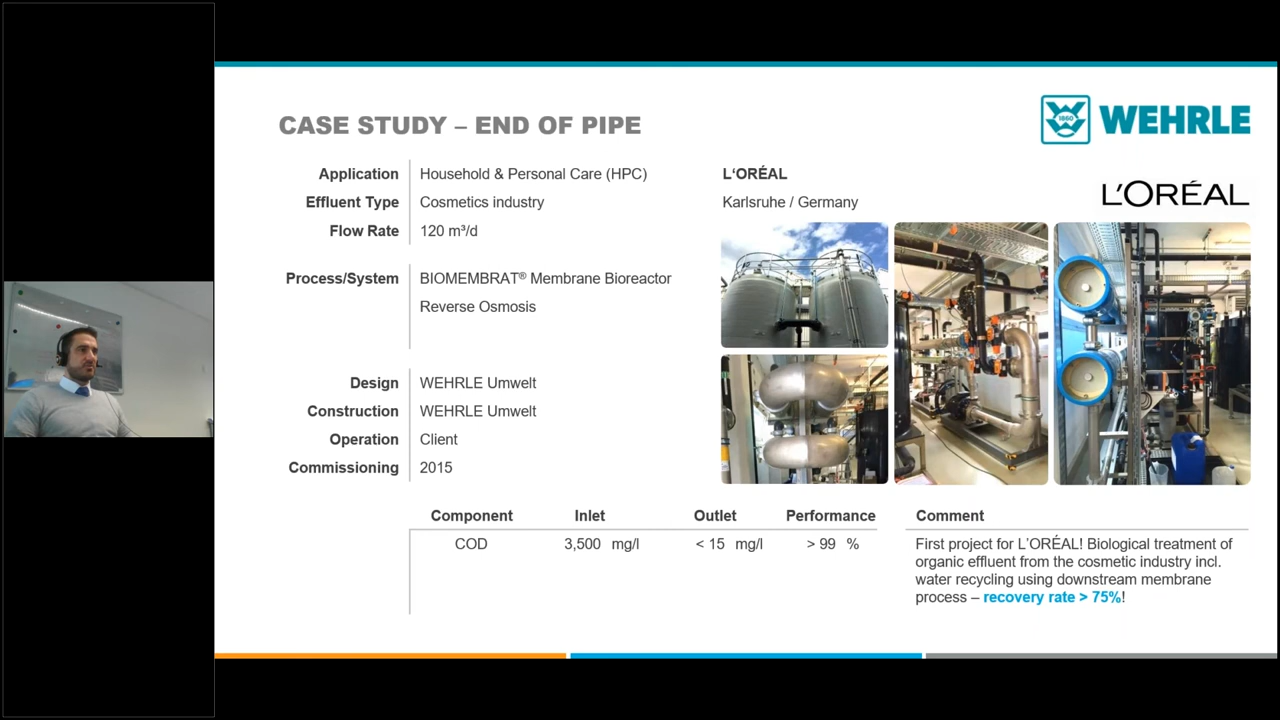 CASE STUDY – END OF PIPE
1860
WEHRLE
Application Household & Personal Care (HPC)
Effluent Type Cosmetics industry
Flow Rate 120 m³/d
Process/System BIOMEMBRAT® Membrane Bioreactor
Reverse Osmosis
Design WEHRLE Umwelt
Construction WEHRLE Umwelt
Operation Client
Commissioning 2015
L‘ORÉAL
Karlsruhe / Germany
L'ORÉAL
Component Inlet Outlet Performance
COD 3,500 mg/l < 15 mg/l > 99 %
Comment
First project for L’ORÉAL! Biological treatment of
organic effluent from the cosmetic industry incl.
water recycling using downstream membrane
process – recovery rate > 75%!